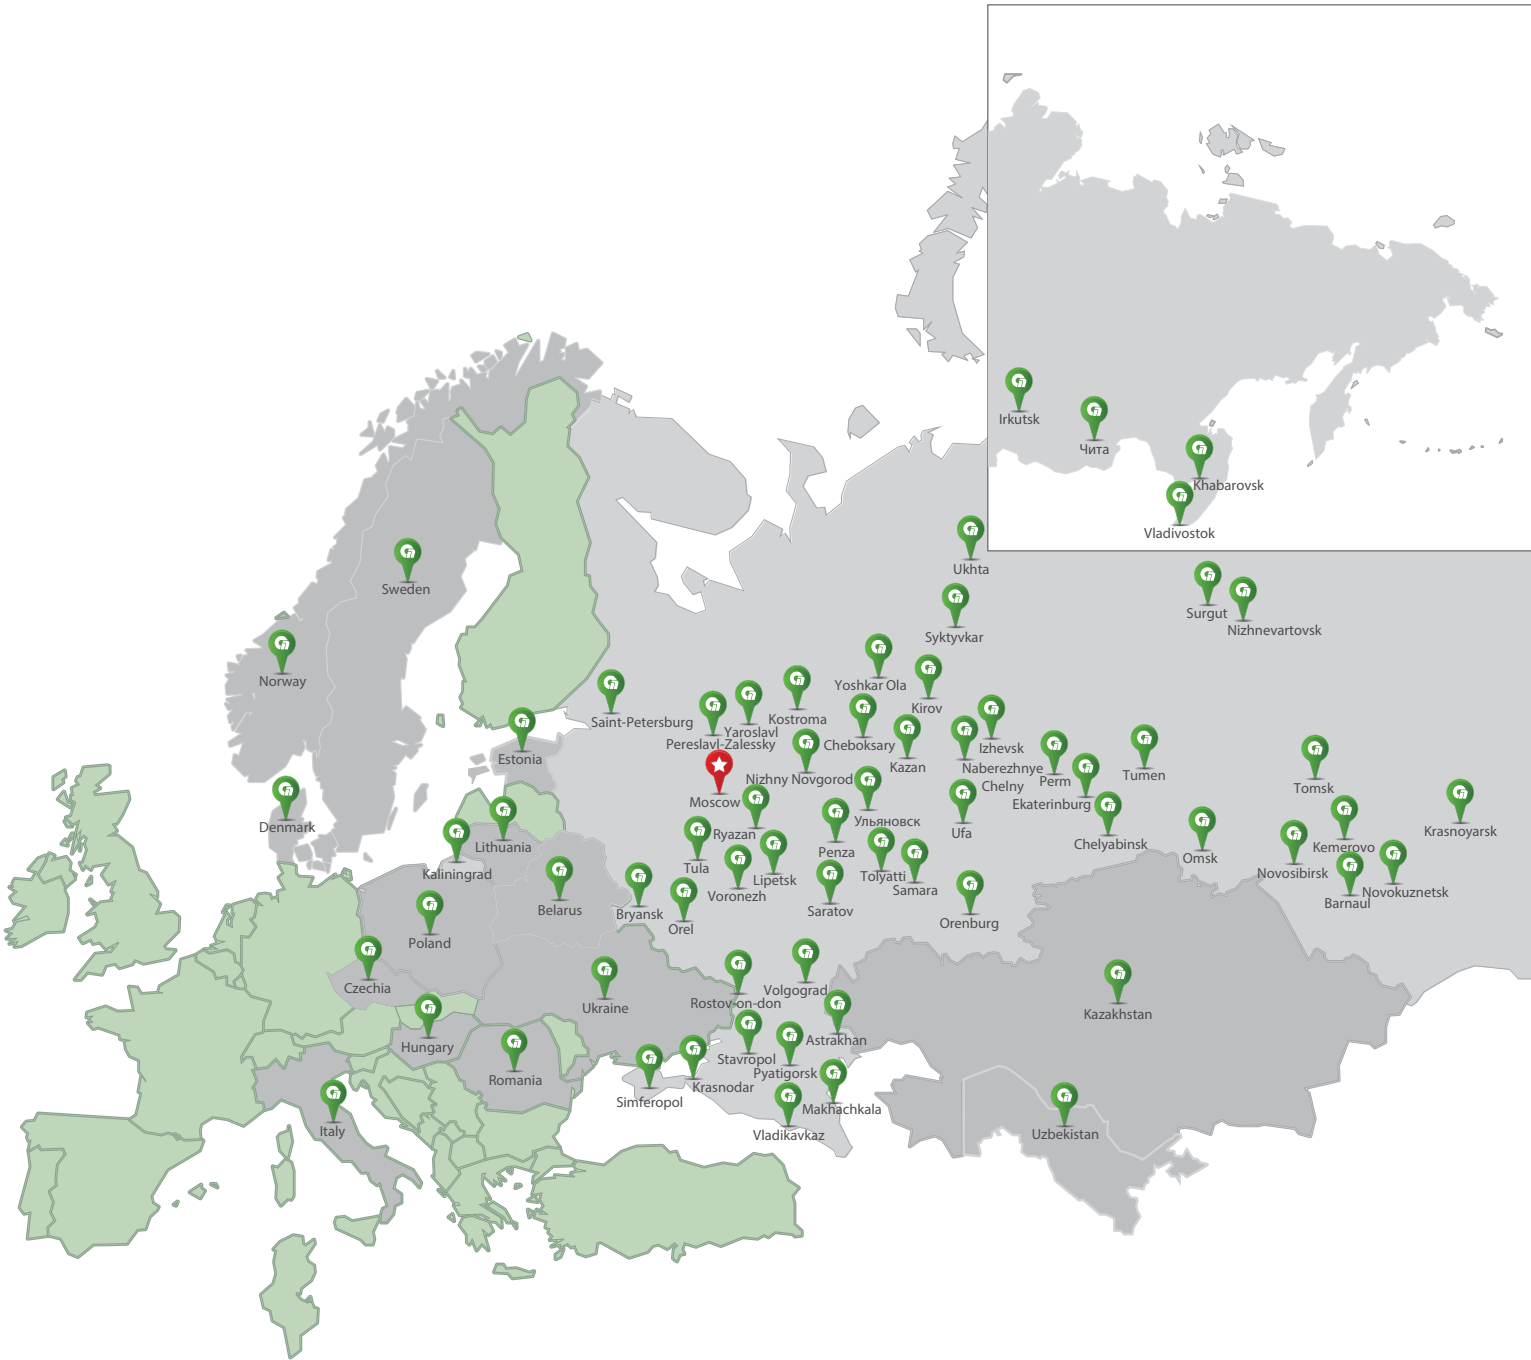 Irkutsk
Чита
Khabarovsk
Vladivostok
Ukhta
Sweden
Surgut
Nizhnevartovsk
Syktyvkar
Norway
Yoshkar Ola
Kirov
Saint-Petersburg
Kostroma
Yaroslavl
Pereslavl-Zalessky
Cheboksary
Izhevsk
Estonia
Kazan
Naberezhnye
Chelny
Nizhny Novgorod
Perm
Tumen
Tomsk
Moscow
Ekaterinburg
Denmark
Ульяновск
Ryazan
Ufa
Krasnoyarsk
Lithuania
Chelyabinsk
Kemerovo
Penza
Omsk
Kaliningrad
Tula
Lipetsk
Tolyatti
Novosibirsk
Voronezh
Samara
Novokuznetsk
Barnaul
Belarus
Bryansk
Saratov
Orel
Orenburg
Poland
Czechia
Volgograd
Rostov-on-don
Ukraine
Kazakhstan
Astrakhan
Hungary
Stavropol
Pyatigorsk
Romania
Krasnodar
Simferopol
Makhachkala
Italy
Vladikavkaz
Uzbekistan